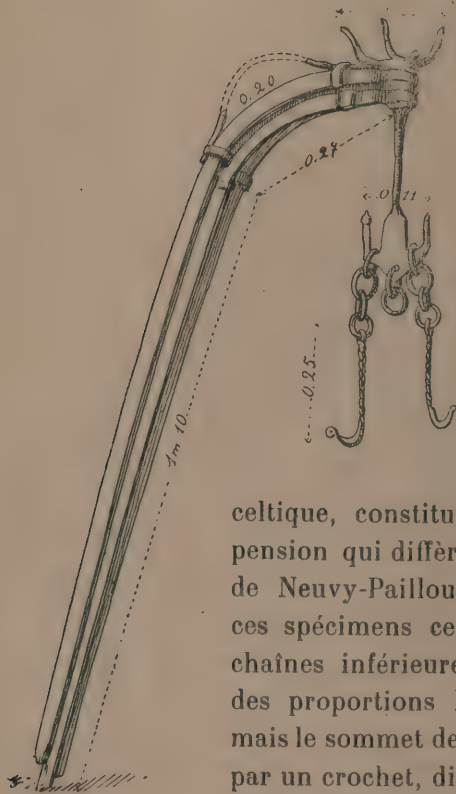 0.20
0.27
0 11
0.25
1m 10
celtique, constitu
pension qui diffèr
de Neuvy-Paillou
ces spécimens ce
chaînes inférieure
des proportions
mais le sommet de
par un crochet, di